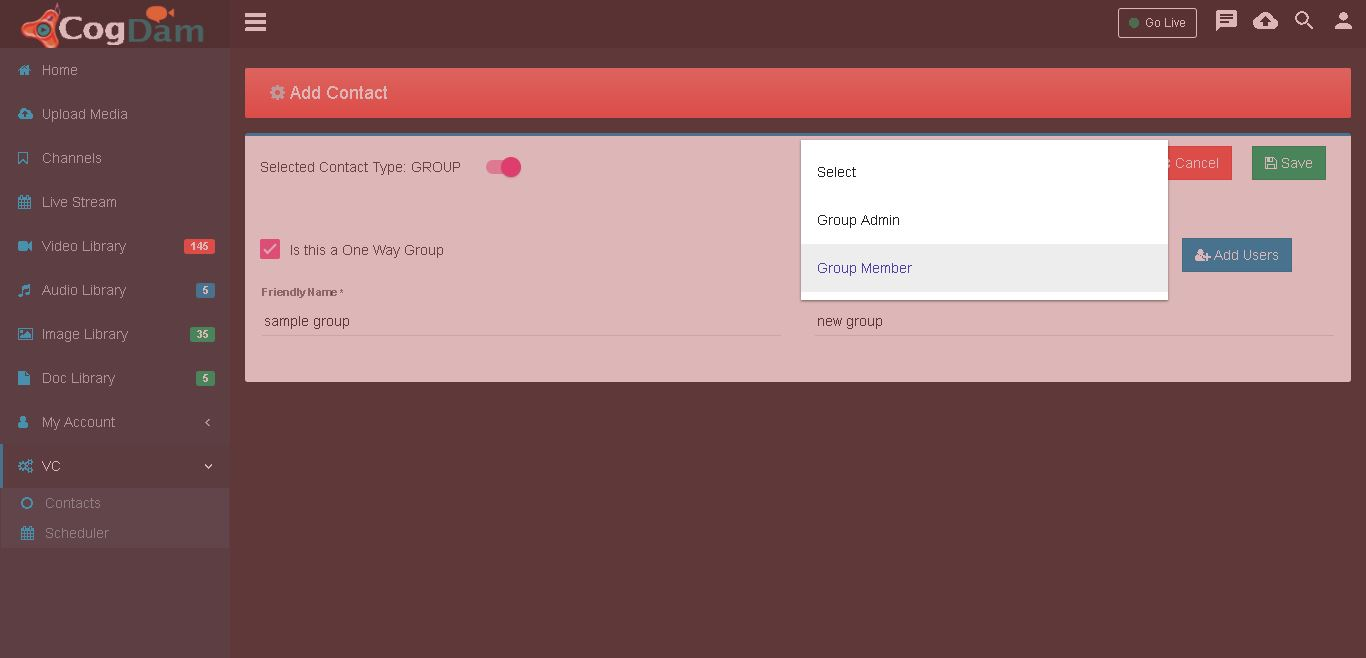 CogDam
Go Live
Home
Upload Media
Channels
Live Stream
Video Library 145
Audio Library 5
Image Library 35
Doc Library 5
My Account
VC
Contacts
Scheduler
Add Contact
Selected Contact Type: GROUP
Select
Group Admin
Group Member
Cancel
Save
Is this a One Way Group
Add Users
Friendly Name *
sample group
new group